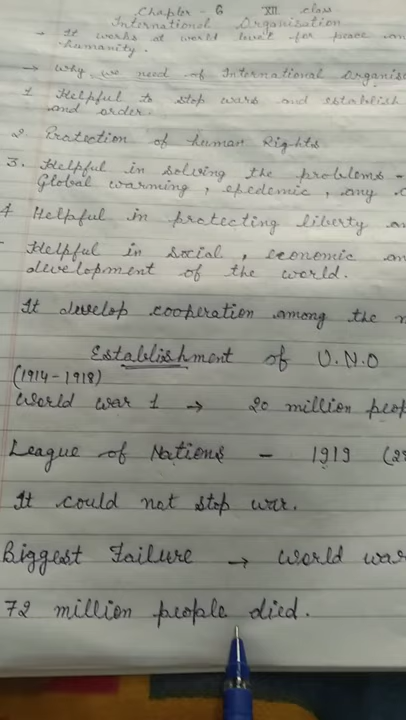 Chapter - 6 XII class
International Organisation
→ It works at world level for peace an
humanity.
→ Why we need of International Organis
1 Helpful to stop wars and establish
and order.
2. Protection of human Rights
3. Helpful in solving the problems -
Global warming, epedemic, any
4 Helpful in protecting liberty an
Helpful in social, economic an
development of the world.
It develop cooperation among the n
Establishment of U.N.O
(1914-1918)
World war 1 → 20 million peop
League of Nations - 1919 (2
It could not stop war.
Biggest Failure → World war
72 million people died.